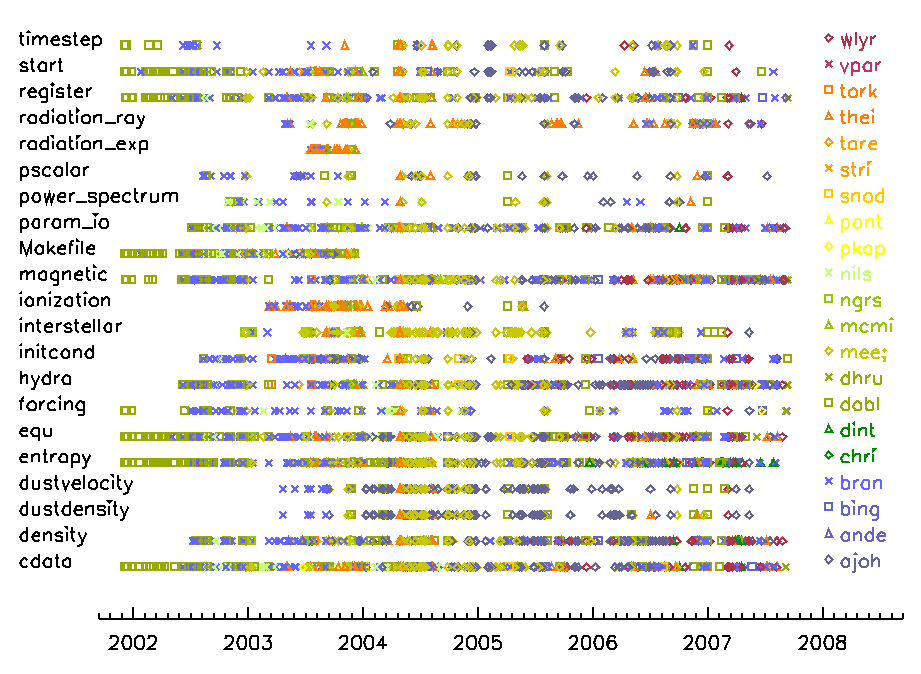 timestep wlyr
start vpar
register tork
radiation_ray thei
radiation_exp tare
pscalar stri
power_spectrum snod
param_io pont
Makefile pkap
magnetic nils
ionization ngrs
interstellar mcmi
initcond mee;
hydro dhru
forcing dobl
equ dint
entropy chri
dustvelocity bran
dustdensity bing
density ande
cdata ajoh
2002 2003 2004 2005 2006 2007 2008